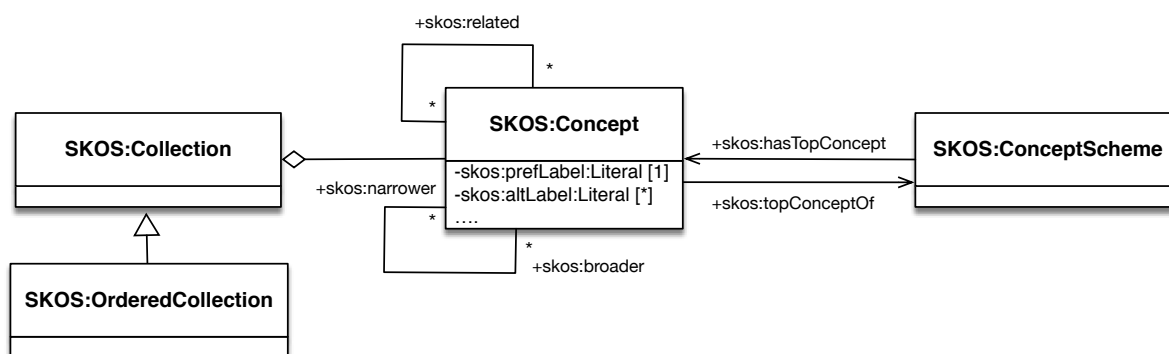 +skos:related
*
*
SKOS:Concept
SKOS:Collection
+skos:hasTopConcept
SKOS:ConceptScheme
-skos:prefLabel:Literal [1]
+skos:narrower
-skos:altLabel:Literal [*]
+skos:topConceptOf
*
....
*
+skos:broader
SKOS:OrderedCollection